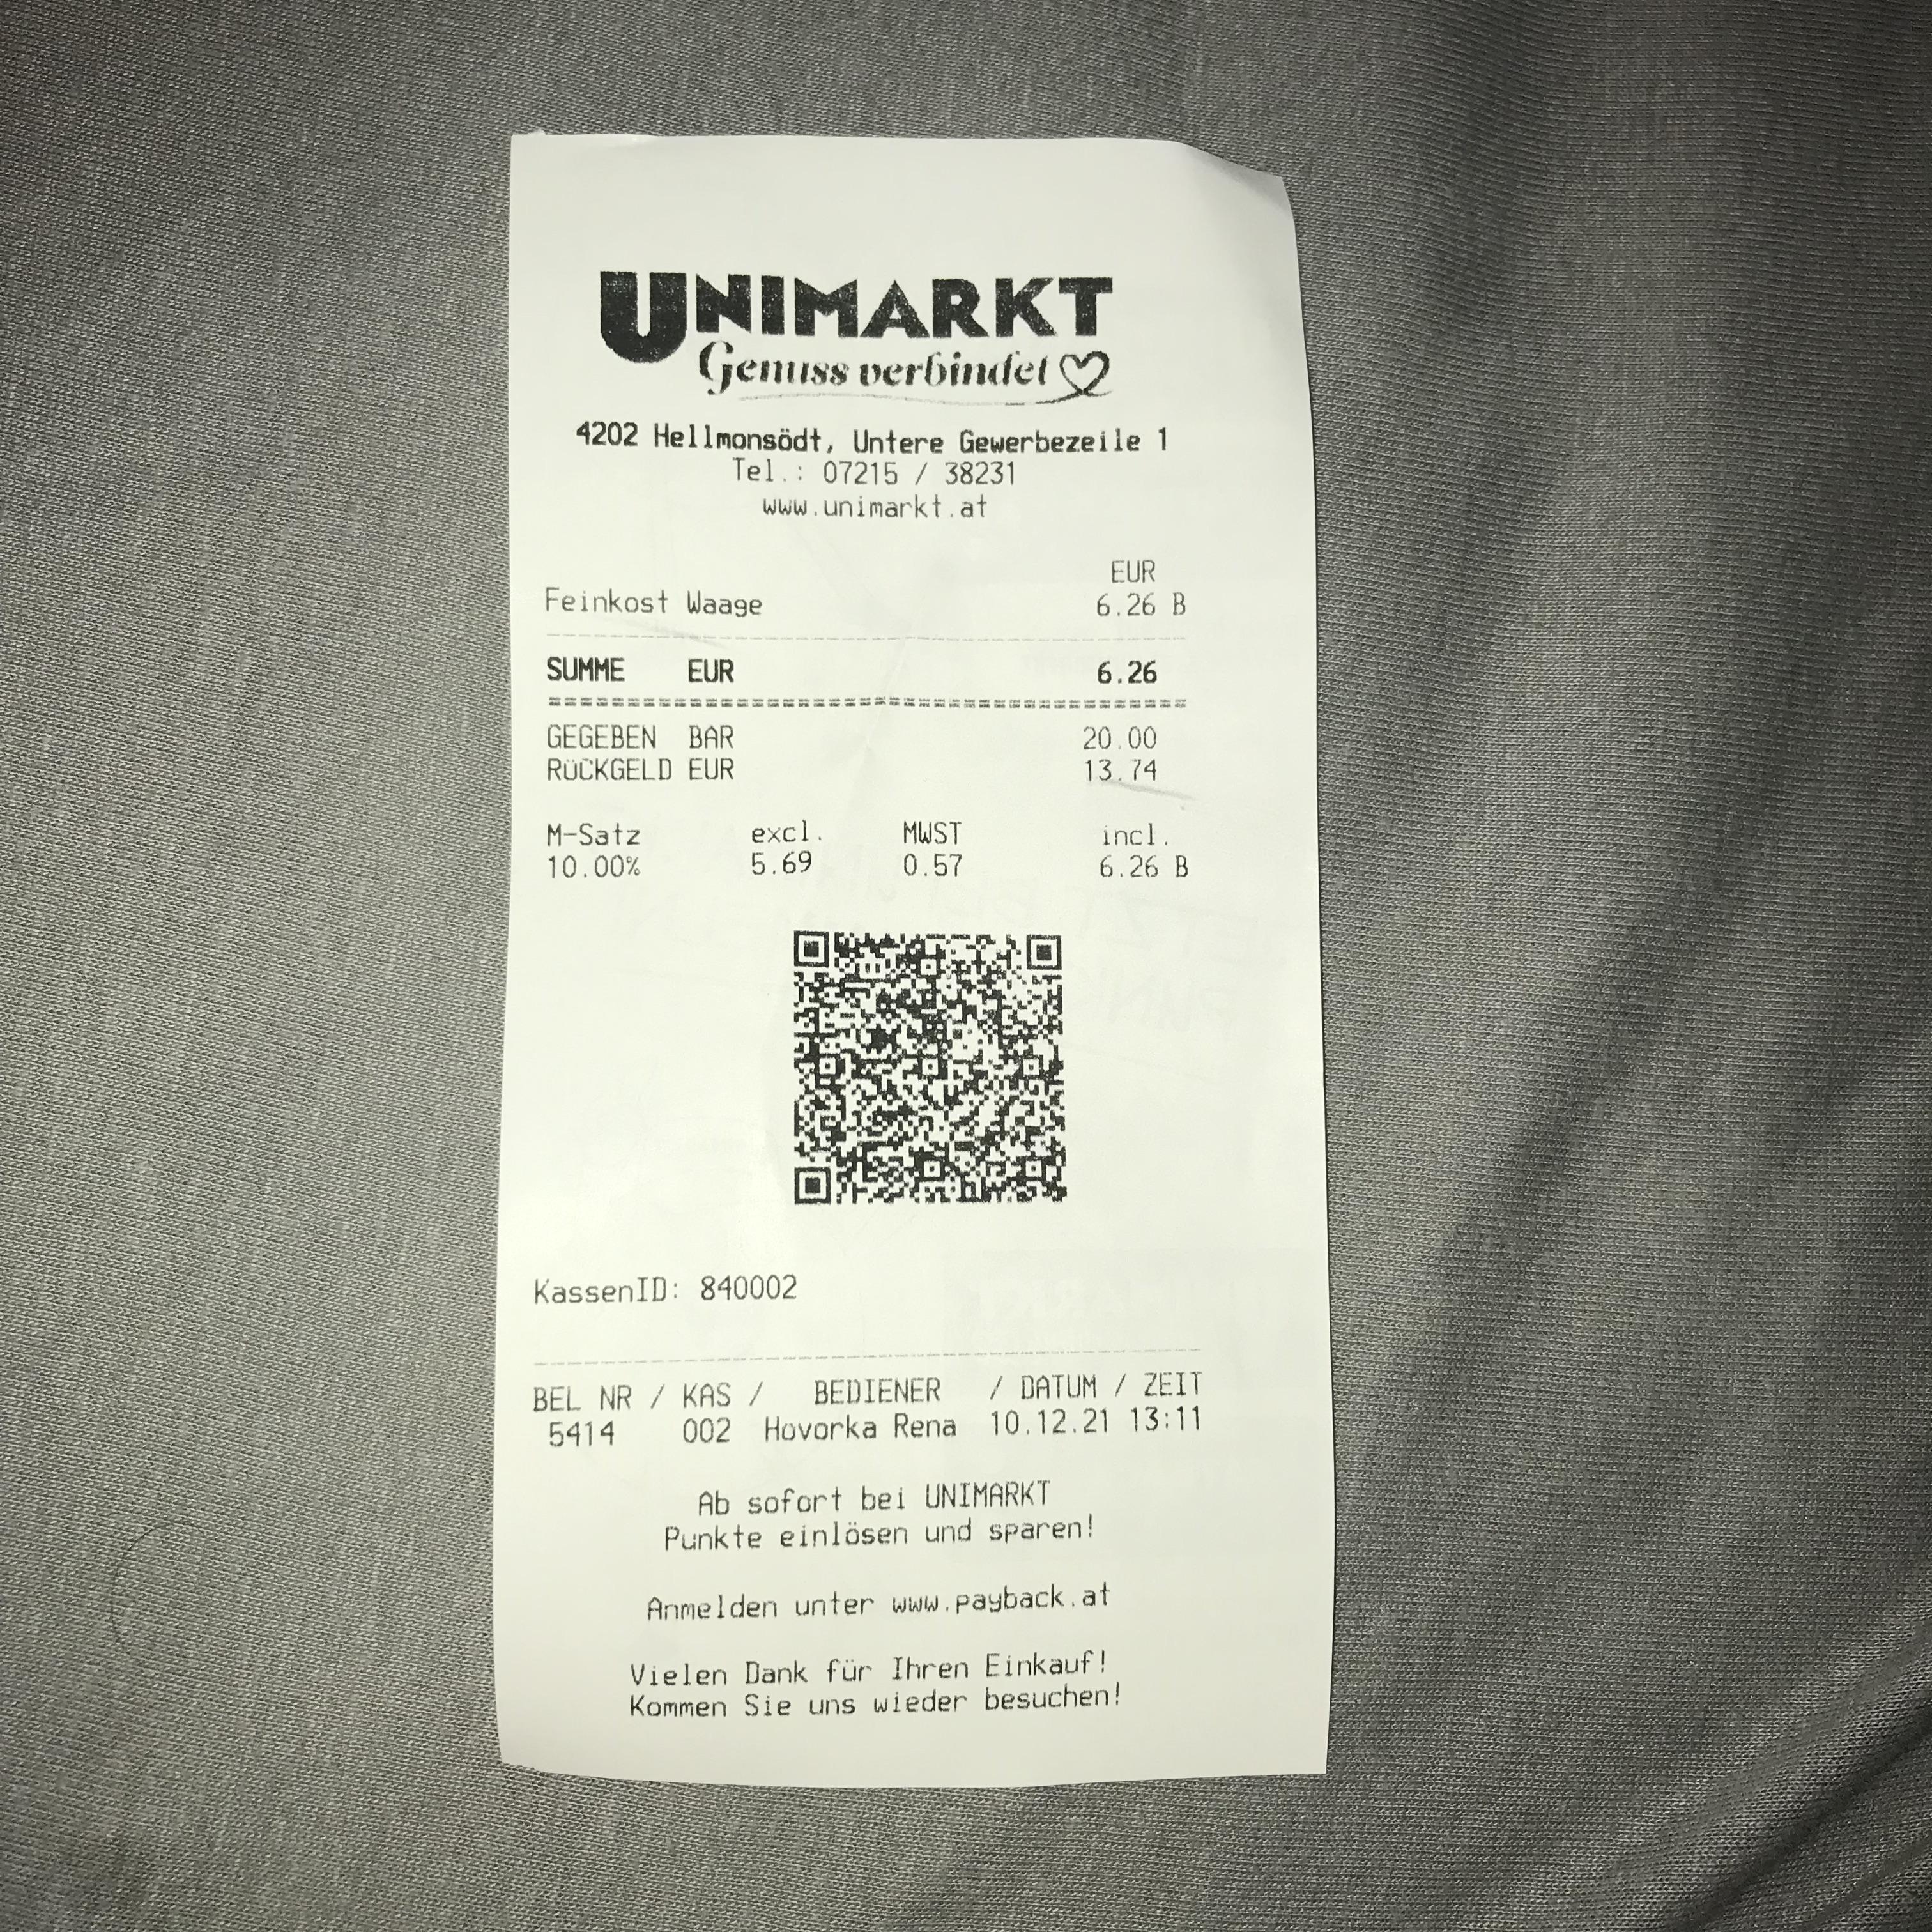 UNIMARKT
Genuss verbindet
4202 Hellmonsödt, Untere Gewerbezeile 1
Tel.: 07215 / 38231
www.unimarkt.at
EUR
Feinkost Waage 6.26 B
SUMME EUR 6.26
GEGEBEN BAR 20.00
RÜCKGELD EUR 13.74
M-Satz excl. MWST incl.
10.00% 5.69 0.57 6.26 B
KassenID: 840002
BEL NR / KAS / BEDIENER / DATUM / ZEIT
5414 002 Hovorka Rena 10.12.21 13:11
Ab sofort bei UNIMARKT
Punkte einlösen und sparen!
Anmelden unter www.payback.at
Vielen Dank für Ihren Einkauf!
Kommen Sie uns wieder besuchen!